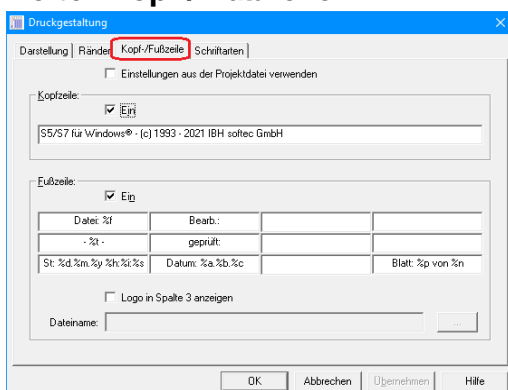 Druckgestaltung
Darstellung Ränder Kopf-/Fußzeile Schriftarten
Einstellungen aus der Projektdatei verwenden
Kopfzeile:
Ein
S5/S7 für Windows® - (c) 1993 - 2021 IBH softec GmbH
Fußzeile:
Ein
Datei: %f Bearb.:
- %t - geprüft:
St: %d.%m.%y %h:%i:%s Datum: %a.%b.%c Blatt: %p von %n
Logo in Spalte 3 anzeigen
Dateiname: ...
OK Abbrechen Übernehmen Hilfe